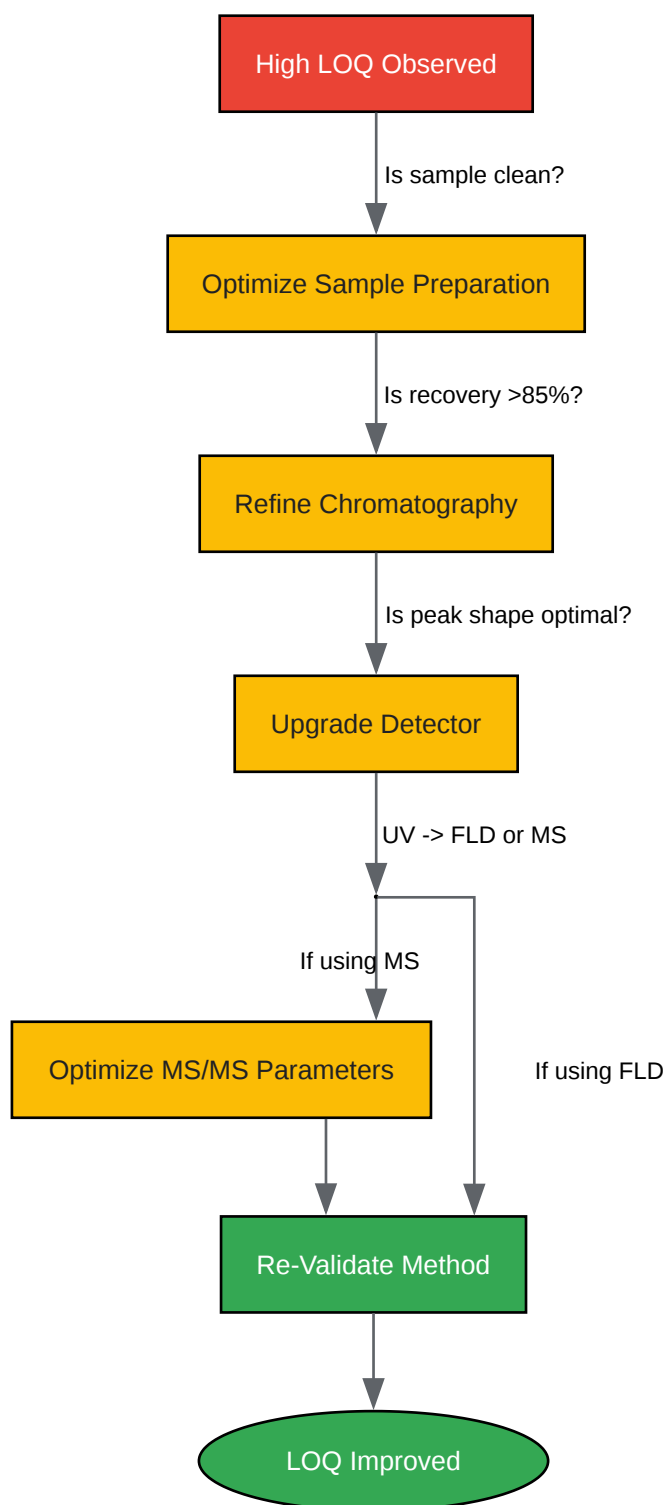 High LOQ Observed
Is sample clean?
Optimize Sample Preparation
Is recovery >85%?
Refine Chromatography
Is peak shape optimal?
Upgrade Detector
UV -> FLD or MS
If using MS
Optimize MS/MS Parameters
If using FLD
Re-Validate Method
LOQ Improved